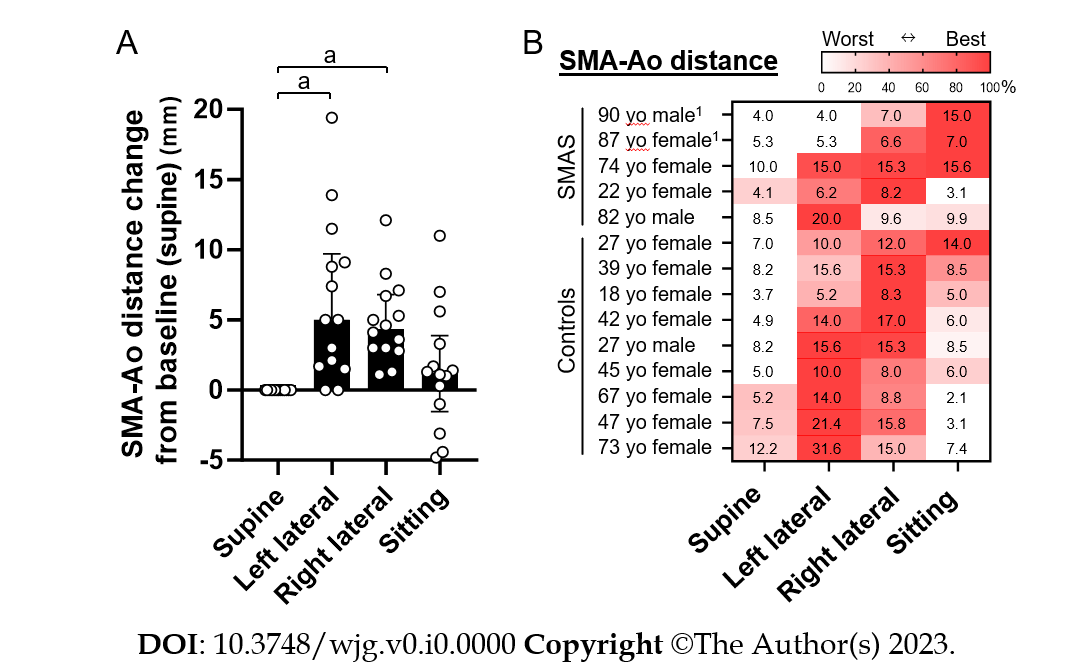 A
a
a
SMA-Ao distance change
from baseline (supine) (mm)
20
15
10
5
0
-5
Supine
Left lateral
Right lateral
Sitting
B
SMA-Ao distance
Worst ↔ Best
0 20 40 60 80 100%
SMAS
90 yo male¹ 4.0 4.0 7.0 15.0
87 yo female¹ 5.3 5.3 6.6 7.0
74 yo female 10.0 15.0 15.3 15.6
22 yo female 4.1 6.2 8.2 3.1
82 yo male 8.5 20.0 9.6 9.9
Controls
27 yo female 7.0 10.0 12.0 14.0
39 yo female 8.2 15.6 15.3 8.5
18 yo female 3.7 5.2 8.3 5.0
42 yo female 4.9 14.0 17.0 6.0
27 yo male 8.2 15.6 15.3 8.5
45 yo female 5.0 10.0 8.0 6.0
67 yo female 5.2 14.0 8.8 2.1
47 yo female 7.5 21.4 15.8 3.1
73 yo female 12.2 31.6 15.0 7.4
Supine
Left lateral
Right lateral
Sitting
DOI: 10.3748/wjg.v0.i0.0000 Copyright ©The Author(s) 2023.